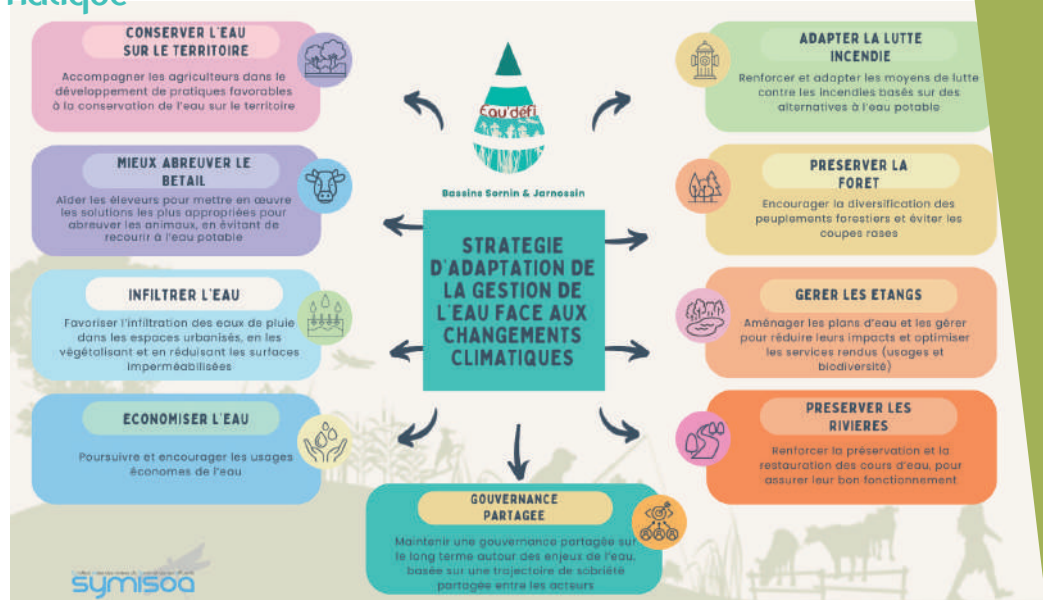 CONSERVER L'EAU
SUR LE TERRITOIRE
Accompagner les agriculteurs dans le
développement de pratiques favorables
à la conservation de l'eau sur le territoire
MIEUX ABREUVER LE
BETAIL
Aider les éleveurs pour mettre en œuvre
les solutions les plus appropriées pour
abreuver les animaux, en évitant de
recourir à l'eau potable
INFILTRER L'EAU
Favoriser l'infiltration des eaux de pluie
dans les espaces urbanisés, en les
végétalisant et en réduisant les surfaces
imperméabilisées
ECONOMISER L'EAU
Poursuivre et encourager les usages
économes de l'eau
Eau'défi
Bassins Sornin & Jarnossin
STRATEGIE
D'ADAPTATION DE
LA GESTION DE
L'EAU FACE AUX
CHANGEMENTS
CLIMATIQUES
GOUVERNANCE
PARTAGEE
Maintenir une gouvernance partagée sur
le long terme autour des enjeux de l'eau,
basée sur une trajectoire de sobriété
partagée entre les acteurs
ADAPTER LA LUTTE
INCENDIE
Renforcer et adapter les moyens de lutte
contre les incendies basés sur des
alternatives à l'eau potable
PRESERVER LA
FORET
Encourager la diversification des
peuplements forestiers et éviter les
coupes rases
GERER LES ETANGS
Aménager les plans d'eau et les gérer
pour réduire leurs impacts et optimiser
les services rendus (usages et
biodiversité)
PRESERVER LES
RIVIERES
Renforcer la préservation et la
restauration des cours d'eau, pour
assurer leur bon fonctionnement
symisoa